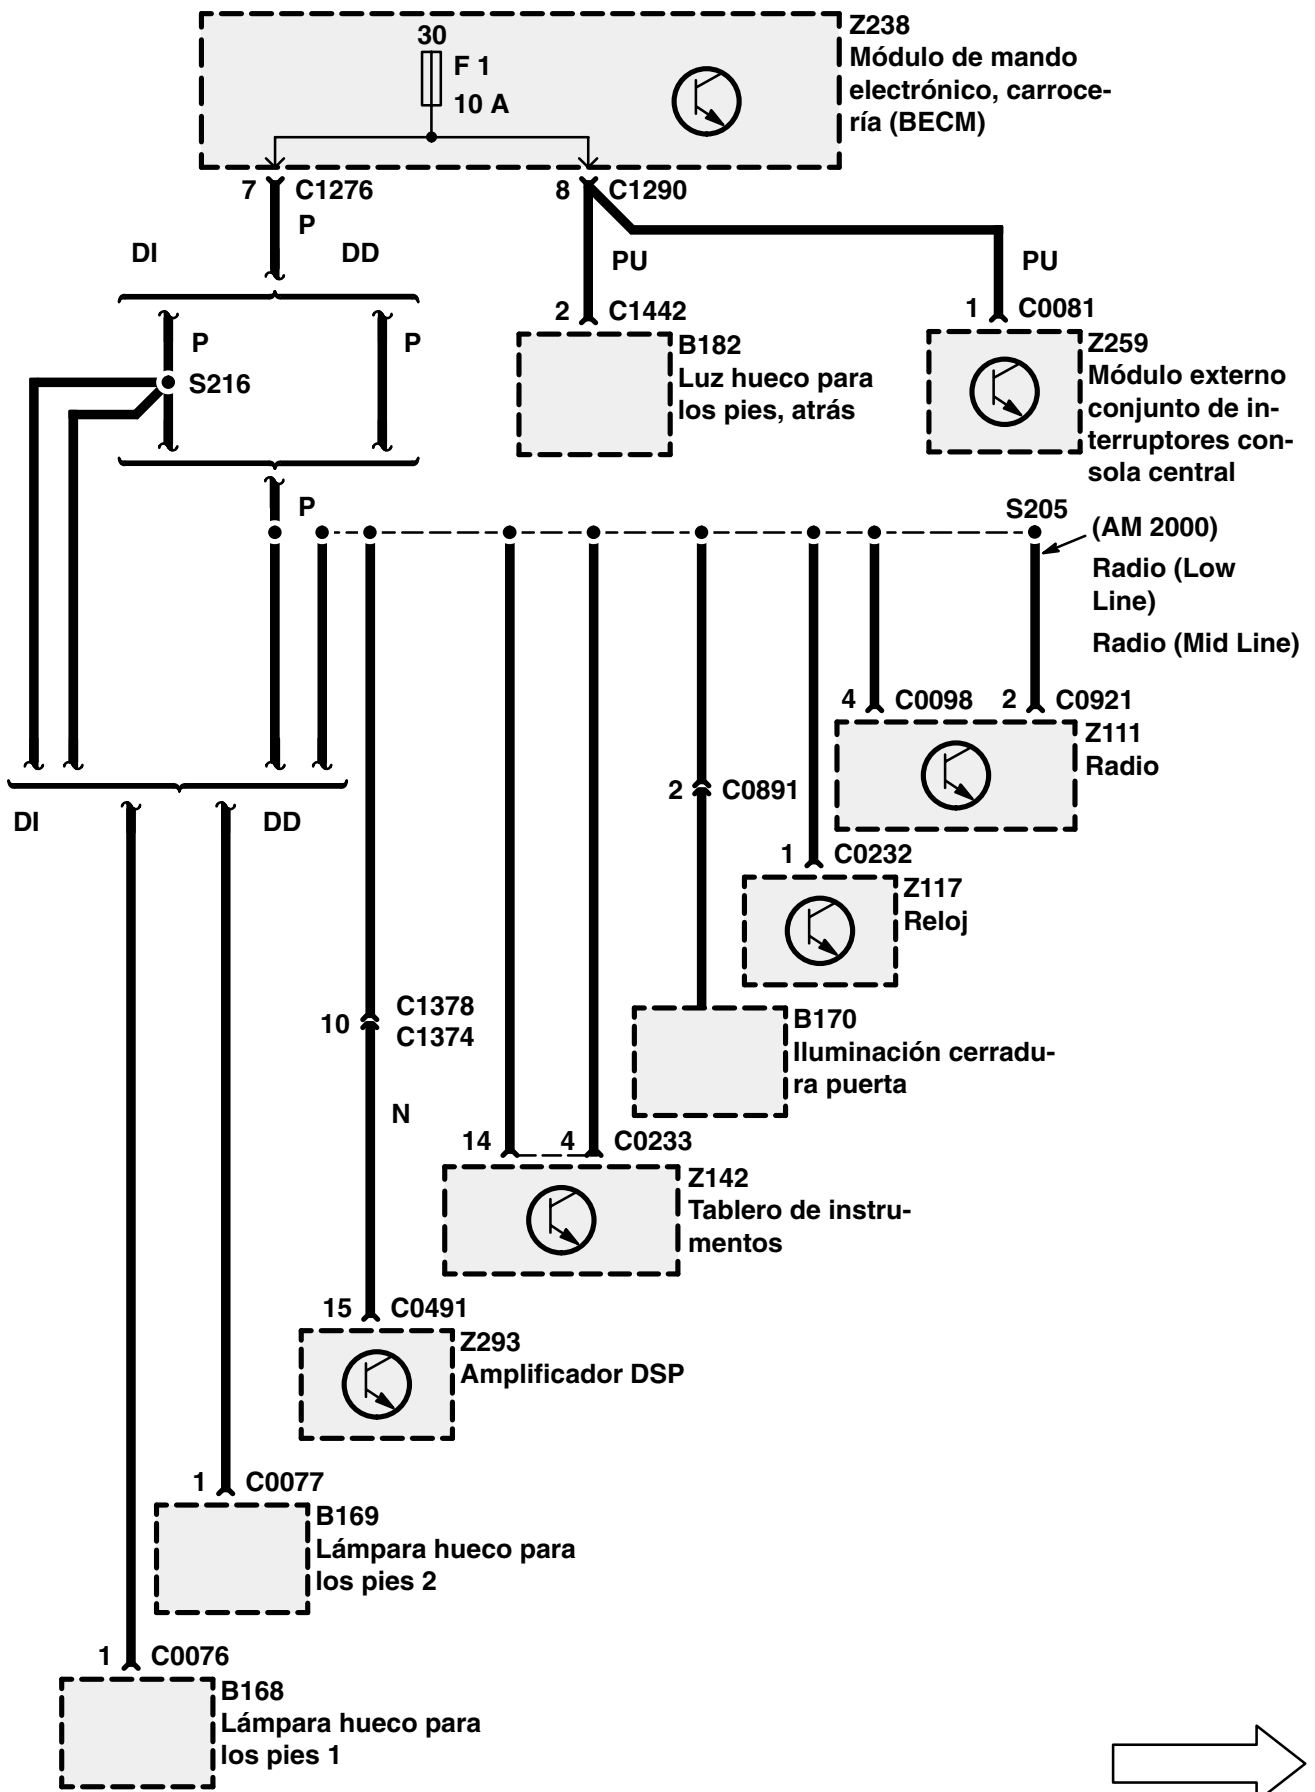 30
F 1
10 A
Z238
Módulo de mando
electrónico, carroce-
ría (BECM)
7 C1276
8 C1290
P
DI
DD
PU
PU
2 C1442
1 C0081
B182
Luz hueco para
los pies, atrás
Z259
Módulo externo
conjunto de in-
terruptores con-
sola central
P
P
S216
P
S205
(AM 2000)
Radio (Low
Line)
Radio (Mid Line)
4 C0098
2 C0921
Z111
Radio
2 C0891
DI
DD
1 C0232
Z117
Reloj
10
C1378
C1374
B170
Iluminación cerradu-
ra puerta
N
14
4 C0233
Z142
Tablero de instru-
mentos
15 C0491
Z293
Amplificador DSP
1 C0077
B169
Lámpara hueco para
los pies 2
1 C0076
B168
Lámpara hueco para
los pies 1